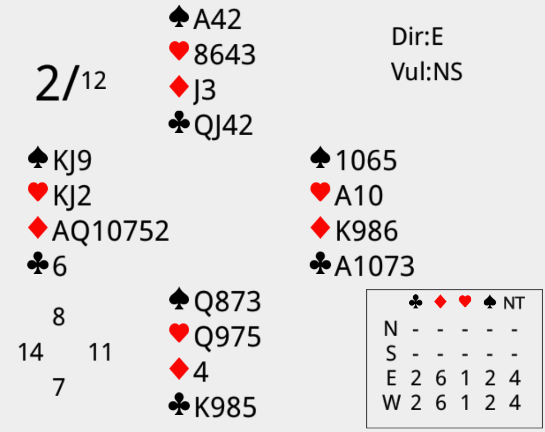 ♠A42
♥8643
♦J3
♣QJ42
Dir:E
Vul:NS
2/12
♠KJ9
♥KJ2
♦AQ10752
♣6
♠1065
♥A10
♦K986
♣A1073
♠Q873
♥Q975
♦4
♣K985
8
14 11
7
♣ ♦ ♥ ♠ NT
N - - - - -
S - - - - -
E 2 6 1 2 4
W 2 6 1 2 4